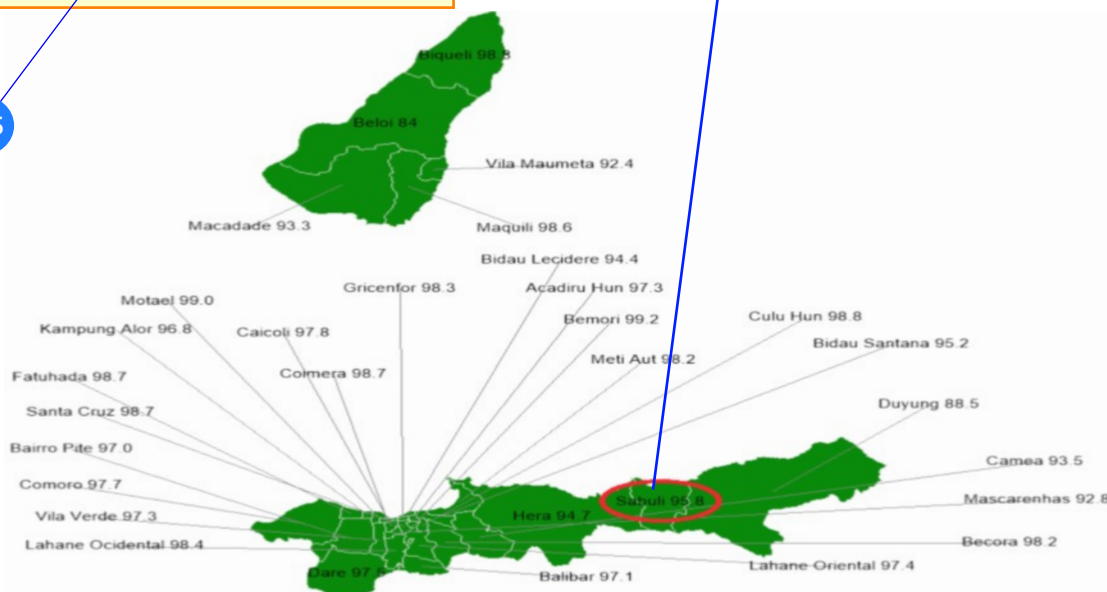 Biqueli 98.8
Beloi 84
Vila Maumeta 92.4
Macadade 93.3
Maquili 98.6
Bidau Lecidere 94.4
Gricenfor 98.3
Acadiru Hun 97.3
Motael 99.0
Bemori 99.2
Culu Hun 98.8
Kampung Alor 96.8
Caicoli 97.8
Bidau Santana 95.2
Meti Aut 98.2
Fatuhada 98.7
Coimera 98.7
Duyung 88.5
Santa Cruz 98.7
Bairro Pite 97.0
Camea 93.5
Comoro 97.7
Sabuli 95.8
Mascarenhas 92.8
Vila Verde 97.3
Hera 94.7
Lahane Ocidental 98.4
Becora 98.2
Lahane Oriental 97.4
Dare 97.5
Balibar 97.1